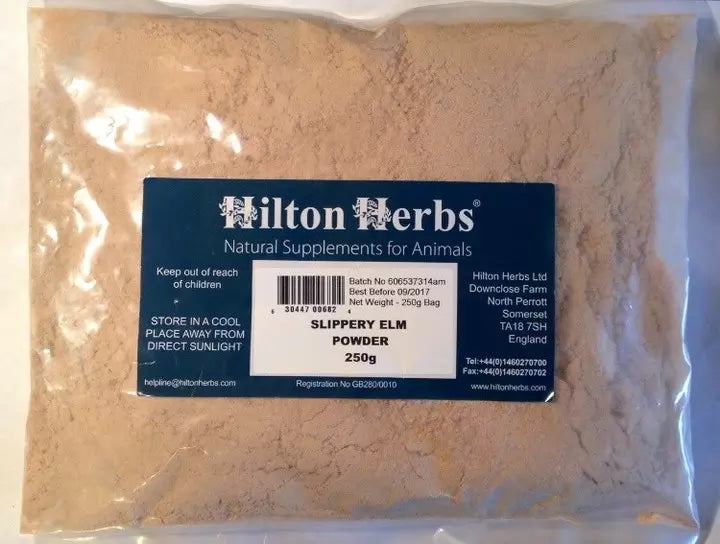 Hilton Herbs®
Natural Supplements for Animals
Keep out of reach
of children
STORE IN A COOL
PLACE AWAY FROM
DIRECT SUNLIGHT
helpline@hiltonherbs.com
Batch No 606537314am
Best Before 09/2017
Net Weight - 250g Bag
6 30447 09682 4
SLIPPERY ELM
POWDER
250g
Registration No GB280/0010
Hilton Herbs Ltd
Downclose Farm
North Perrott
Somerset
TA18 7SH
England
Tel:+44(0)1460270700
Fax:++44(0)1460270702
www.hiltonherbs.com